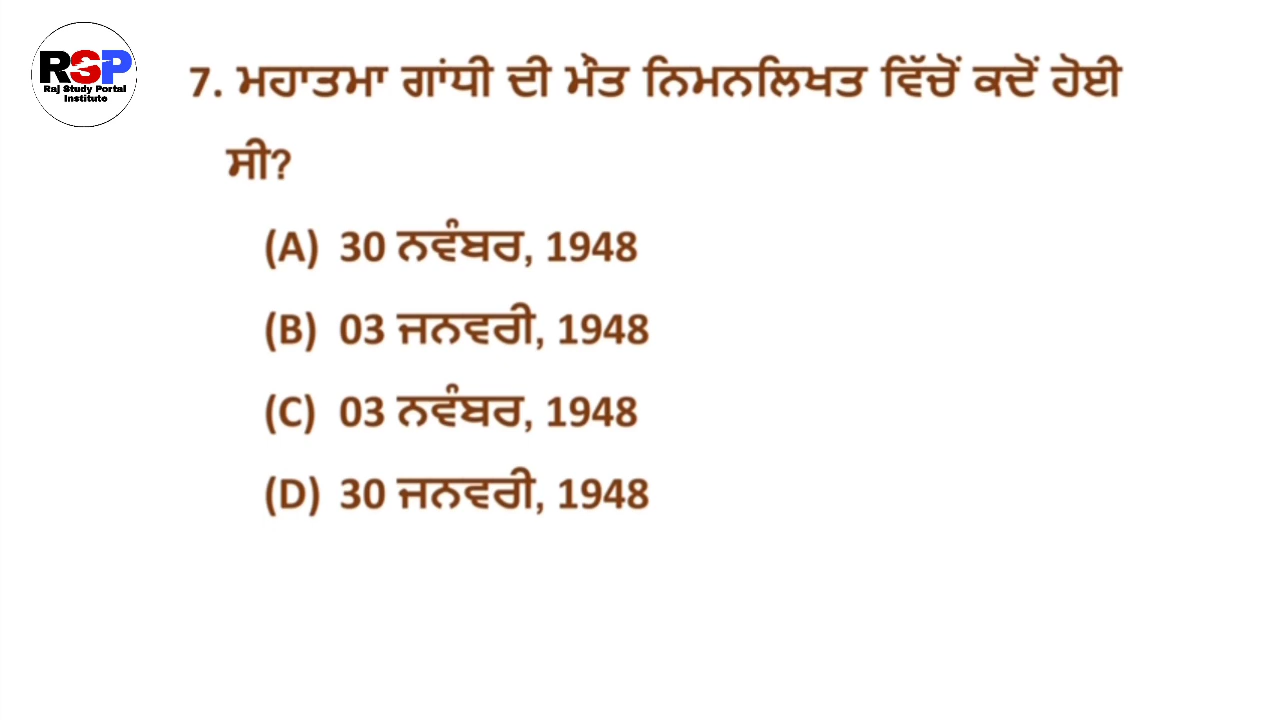 RSP
Raj Study Portal
Institute
7. ਮਹਾਤਮਾ ਗਾਂਧੀ ਦੀ ਮੌਤ ਨਿਮਨਲਿਖਤ ਵਿੱਚੋਂ ਕਦੋਂ ਹੋਈ
ਸੀ?
(A) 30 ਨਵੰਬਰ, 1948
(B) 03 ਜਨਵਰੀ, 1948
(C) 03 ਨਵੰਬਰ, 1948
(D) 30 ਜਨਵਰੀ, 1948